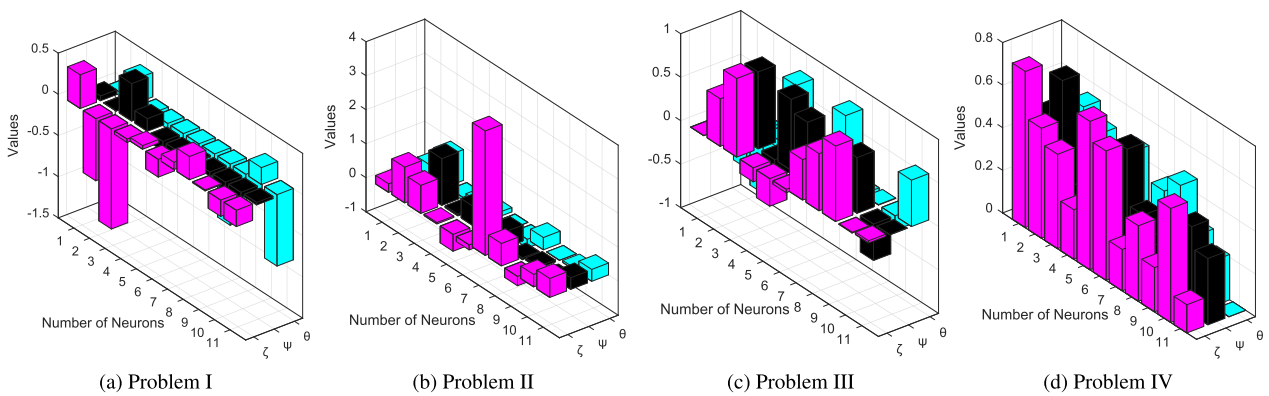 0.5
0
-0.5
-1
-1.5
Values
1
2
3
4
5
6
7
8
9
10
11
Number of Neurons
ζ
ψ
θ
(a) Problem I
4
3
2
1
0
-1
Values
1
2
3
4
5
6
7
8
9
10
11
Number of Neurons
ζ
ψ
θ
(b) Problem II
1
0.5
0
-0.5
-1
Values
1
2
3
4
5
6
7
8
9
10
11
Number of Neurons
ζ
ψ
θ
(c) Problem III
0.8
0.6
0.4
0.2
0
Values
1
2
3
4
5
6
7
8
9
10
11
Number of Neurons
ζ
ψ
θ
(d) Problem IV